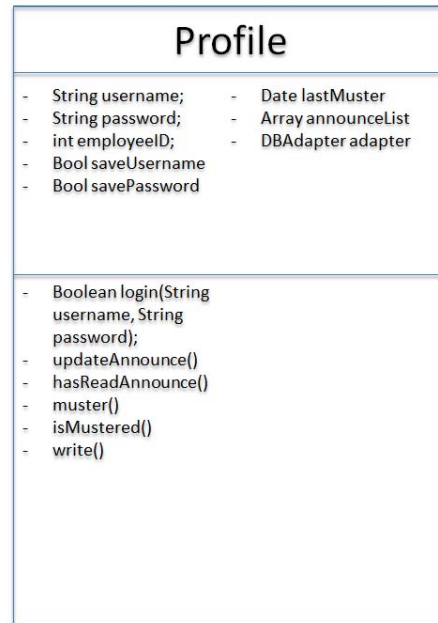 Profile
- String username;
- String password;
- int employeeID;
- Bool saveUsername
- Bool savePassword
- Date lastMuster
- Array announceList
- DBAdapter adapter
- Boolean login(String
username, String
password);
- updateAnnounce()
- hasReadAnnounce()
- muster()
- isMustered()
- write()